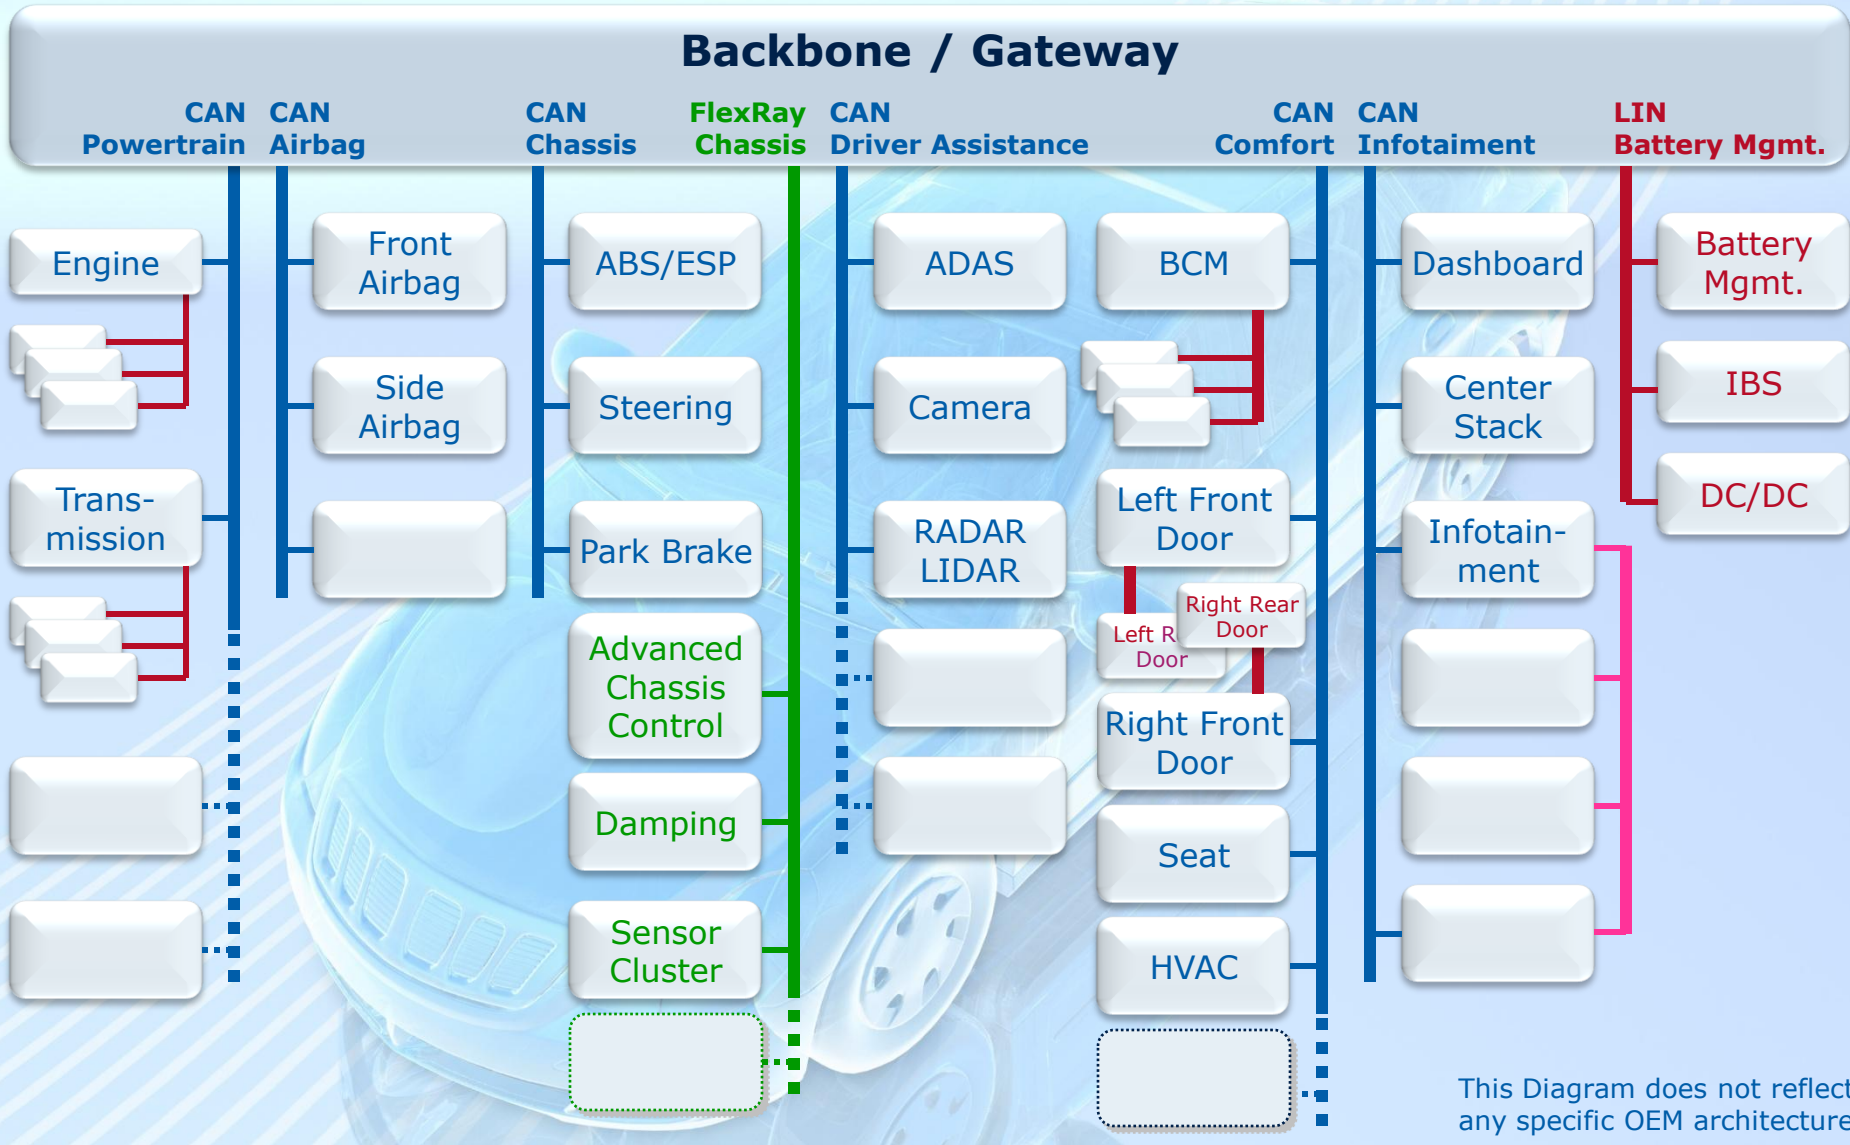 Backbone / Gateway
CAN
Powertrain
CAN
Airbag
CAN
Chassis
FlexRay
Chassis
CAN
Driver Assistance
CAN
Comfort
CAN
Infotaiment
LIN
Battery Mgmt.
Engine
Trans-
mission
Front
Airbag
Side
Airbag
ABS/ESP
Steering
Park Brake
Advanced
Chassis
Control
Damping
Sensor
Cluster
ADAS
Camera
RADAR
LIDAR
BCM
Left Front
Door
Right Rear
Door
Left
Door
Right Front
Door
Seat
HVAC
Dashboard
Center
Stack
Infotain-
ment
Battery
Mgmt.
IBS
DC/DC
This Diagram does not reflect
any specific OEM architecture